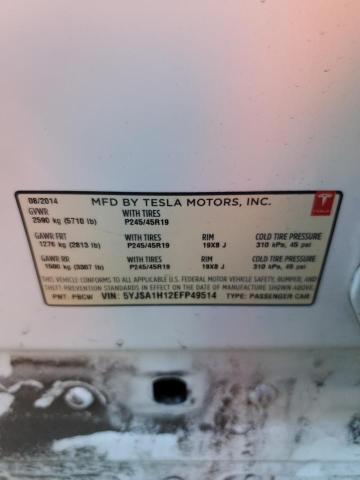 08/2014 MFD BY TESLA MOTORS, INC.
GVWR WITH TIRES
2590 kg (5710 lb) P245/45R19
GAWR FRT WITH TIRES RIM COLD TIRE PRESSURE
1276 kg (2813 lb) P245/45R19 19X8 J 310 kPa, 45 psi
GAWR RR WITH TIRES RIM COLD TIRE PRESSURE
kg lb) P245/45R19 19X8 J 310 kPa, 45 psi
THIS VEHICLE CONFORMS TO ALL APPLICABLE U.S. FEDERAL MOTOR VEHICLE SAFETY, BUMPER, AND
THEFT PREVENTION STANDARDS IN EFFECT ON THE DATE OF MANUFACTURE SHOWN ABOVE.
PNT: PBCW VIN: 5YJSA1H12EFP49514 TYPE: PASSENGER CAR
TESLA